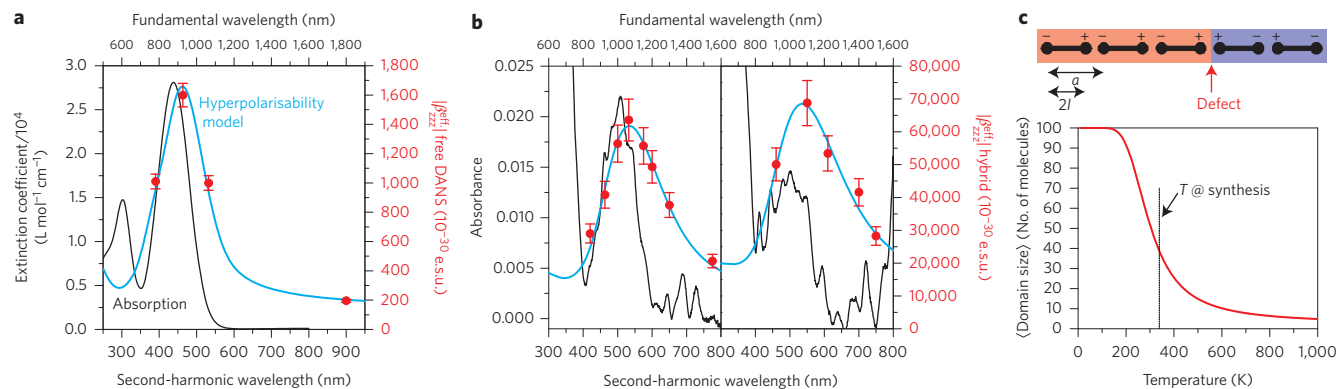 a
Fundamental wavelength (nm)
600 800 1,000 1,200 1,400 1,600 1,800
3.0
2.5
2.0
1.5
1.0
0.5
0.0
Extinction coefficient/10⁴
(L mol⁻¹ cm⁻¹)
Hyperpolarisability
model
Absorption
1,800
1,600
1,400
1,200
1,000
800
600
400
200
0
|βᵉᶠᶠ·zzz| free DANS (10⁻³⁰ e.s.u.)
300 400 500 600 700 800 900
Second-harmonic wavelength (nm)
b
Fundamental wavelength (nm)
600 800 1,000 1,200 1,400 1,600 800 1,000 1,200 1,400 1,600
0.025
0.020
0.015
0.010
0.005
0.000
Absorbance
80,000
70,000
60,000
50,000
40,000
30,000
20,000
10,000
0
|βᵉᶠᶠ·zzz| hybrid (10⁻³⁰ e.s.u.)
300 400 500 600 700 800 400 500 600 700 800
Second-harmonic wavelength (nm)
c
− + − + − + + − + −
a
2l
Defect
100
90
80
70
60
50
40
30
20
10
0
⟨Domain size⟩ (No. of molecules)
T @ synthesis
0 200 400 600 800 1,000
Temperature (K)